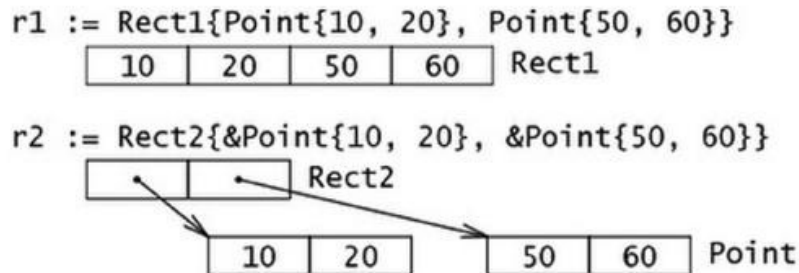 r1 := Rect1{Point{10, 20}, Point{50, 60}}
10 20 50 60 Rect1
r2 := Rect2{&Point{10, 20}, &Point{50, 60}}
Rect2
10 20 50 60 Point